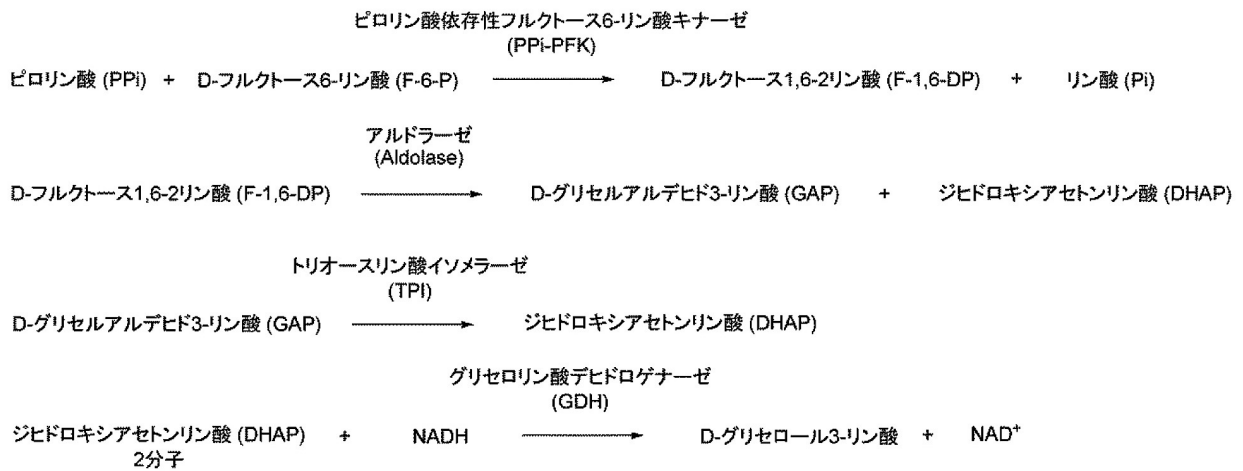 ピロリン酸依存性フルクトース6-リン酸キナーゼ
(PPi-PFK)
ピロリン酸 (PPi) + D-フルクトース6-リン酸 (F-6-P) D-フルクトース1,6-2リン酸 (F-1,6-DP) + リン酸 (Pi)
アルドラーゼ
(Aldolase)
D-フルクトース1,6-2リン酸 (F-1,6-DP) D-グリセルアルデヒド3-リン酸 (GAP) + ジヒドロキシアセトンリン酸 (DHAP)
トリオースリン酸イソメラーゼ
(TPI)
D-グリセルアルデヒド3-リン酸 (GAP) ジヒドロキシアセトンリン酸 (DHAP)
グリセロリン酸デヒドロゲナーゼ
(GDH)
ジヒドロキシアセトンリン酸 (DHAP) + NADH D-グリセロール3-リン酸 + NAD⁺
2分子